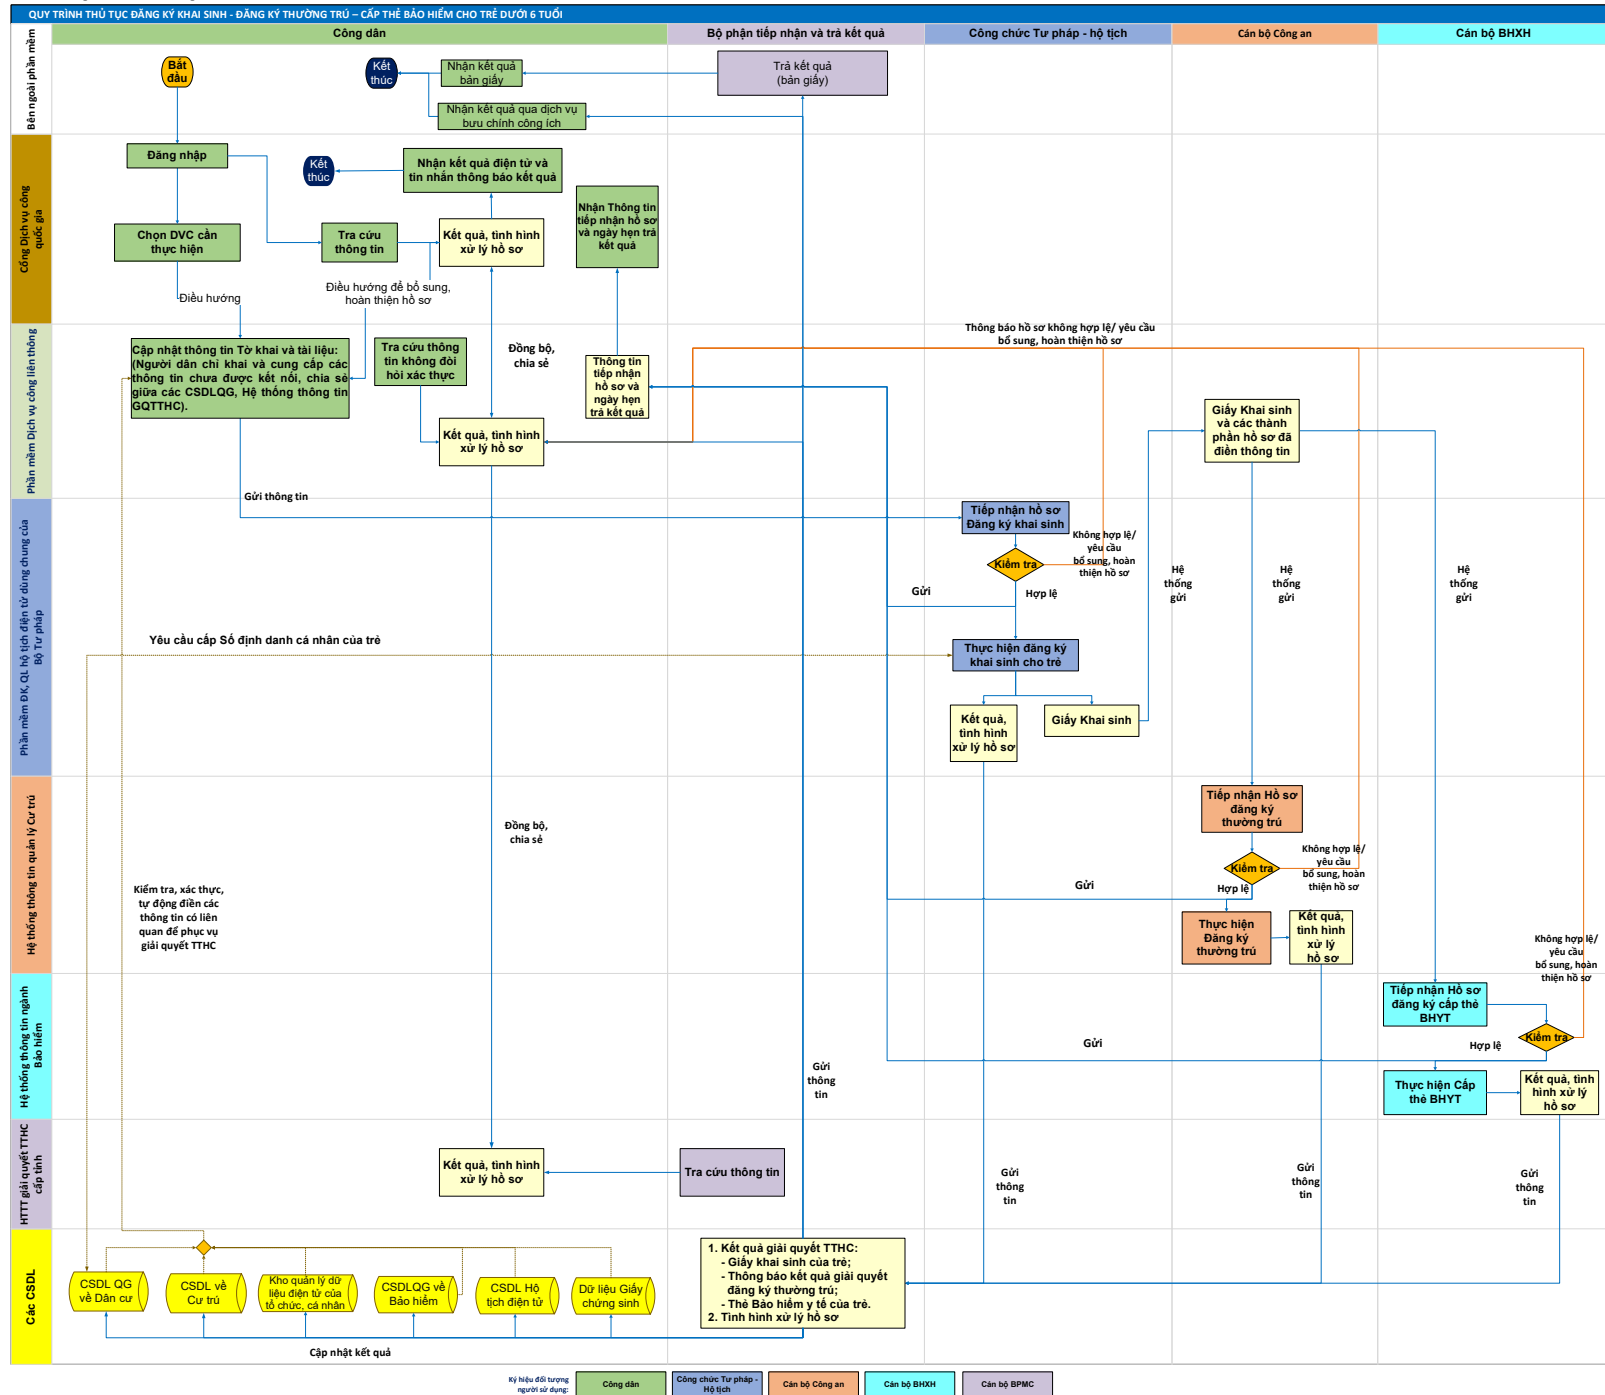 QUY TRÌNH THỦ TỤC ĐĂNG KÝ KHAI SINH - ĐĂNG KÝ THƯỜNG TRÚ – CẤP THẺ BẢO HIỂM CHO TRẺ DƯỚI 6 TUỔI
Công dân
Bộ phận tiếp nhận và trả kết quả
Công chức Tư pháp - hộ tịch
Cán bộ Công an
Cán bộ BHXH
Bên ngoài phần mềm
Bắt
đầu
Kết
thúc
Nhận kết quả
bản giấy
Trả kết quả
(bản giấy)
Nhận kết quả qua dịch vụ
bưu chính công ích
Cổng Dịch vụ công
quốc gia
Đăng nhập
Kết
thúc
Nhận kết quả điện tử và
tin nhắn thông báo kết quả
Nhận Thông tin
tiếp nhận hồ sơ
và ngày hẹn trả
kết quả
Chọn DVC cần
thực hiện
Tra cứu
thông tin
Kết quả, tình hình
xử lý hồ sơ
Điều hướng
Điều hướng để bổ sung,
hoàn thiện hồ sơ
Phần mềm Dịch vụ công liên thông
Thông báo hồ sơ không hợp lệ/ yêu cầu
bổ sung, hoàn thiện hồ sơ
Cập nhật thông tin Tờ khai và tài liệu:
(Người dân chỉ khai và cung cấp các
thông tin chưa được kết nối, chia sẻ
giữa các CSDLQG, Hệ thống thông tin
GQTTHC).
Tra cứu thông
tin không đòi
hỏi xác thực
Đồng bộ,
chia sẻ
Thông tin
tiếp nhận
hồ sơ và
ngày hẹn
trả kết quả
Kết quả, tình hình
xử lý hồ sơ
Giấy Khai sinh
và các thành
phần hồ sơ đã
điền thông tin
Gửi thông tin
Phần mềm ĐK, QL hộ tịch điện tử dùng chung của
Bộ Tư pháp
Tiếp nhận hồ sơ
Đăng ký khai sinh
Không hợp lệ/
yêu cầu
bổ sung, hoàn
thiện hồ sơ
Kiểm tra
Gửi
Hợp lệ
Hệ
thống
gửi
Hệ
thống
gửi
Hệ
thống
gửi
Yêu cầu cấp Số định danh cá nhân của trẻ
Thực hiện đăng ký
khai sinh cho trẻ
Kết quả,
tình hình
xử lý hồ sơ
Giấy Khai sinh
Hệ thống thông tin quản lý Cư trú
Tiếp nhận Hồ sơ
đăng ký
thường trú
Đồng bộ,
chia sẻ
Không hợp lệ/
yêu cầu
bổ sung, hoàn
thiện hồ sơ
Kiểm tra
Gửi
Hợp lệ
Kiểm tra, xác thực,
tự động điền các
thông tin có liên
quan để phục vụ
giải quyết TTHC
Thực hiện
Đăng ký
thường trú
Kết quả,
tình hình
xử lý
hồ sơ
Hệ thống thông tin ngành
Bảo hiểm
Không hợp lệ/
yêu cầu
bổ sung, hoàn
thiện hồ sơ
Tiếp nhận Hồ sơ
đăng ký cấp thẻ
BHYT
Kiểm tra
Gửi
Hợp lệ
Gửi
thông
tin
Thực hiện Cấp
thẻ BHYT
Kết quả, tình
hình xử lý
hồ sơ
HTTT giải quyết TTHC
cấp tỉnh
Kết quả, tình hình
xử lý hồ sơ
Tra cứu thông tin
Gửi
thông
tin
Gửi
thông
tin
Gửi
thông
tin
Các CSDL
CSDL QG
về Dân cư
CSDL về
Cư trú
Kho quản lý dữ
liệu điện tử của
tổ chức, cá nhân
CSDLQG về
Bảo hiểm
CSDL Hộ
tịch điện tử
Dữ liệu Giấy
chứng sinh
1. Kết quả giải quyết TTHC:
- Giấy khai sinh của trẻ;
- Thông báo kết quả giải quyết
đăng ký thường trú;
- Thẻ Bảo hiểm y tế của trẻ.
2. Tình hình xử lý hồ sơ
Cập nhật kết quả
Ký hiệu đối tượng
người sử dụng:
Công dân
Công chức Tư pháp -
Hộ tịch
Cán bộ Công an
Cán bộ BHXH
Cán bộ BPMC